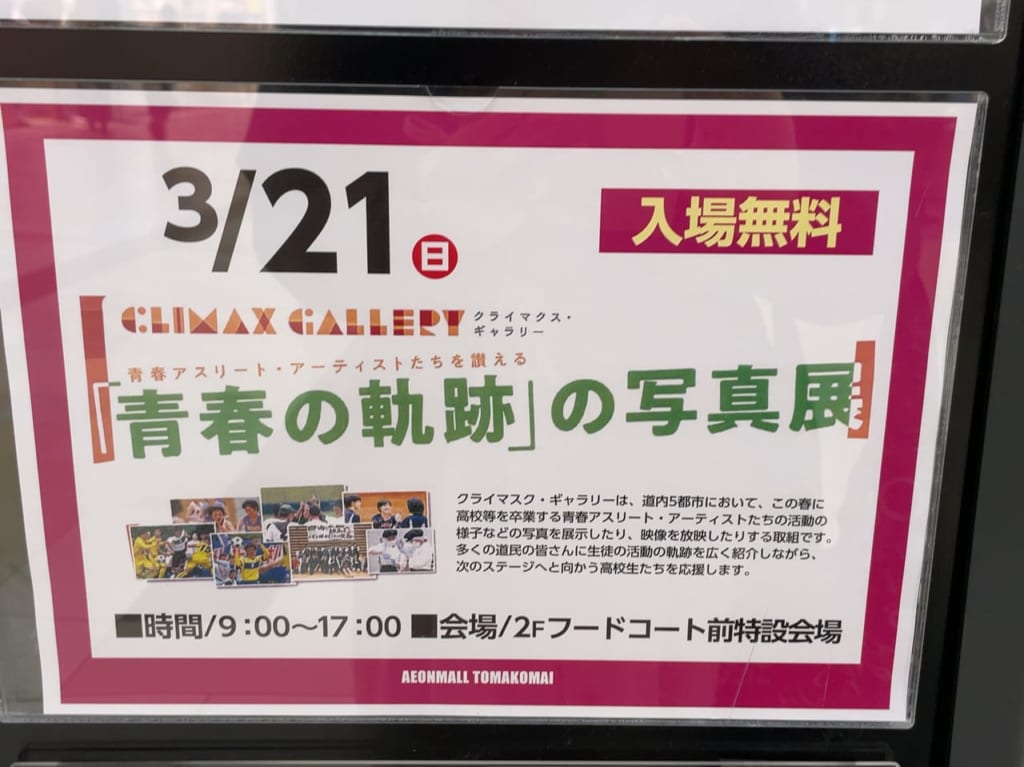 3/21 日
入場無料
CLIMAX GALLERY クライマクス・
ギャラリー
青春アスリート・アーティストたちを讃える
「青春の軌跡」の写真展
クライマスク・ギャラリーは、道内5都市において、この春に
高校等を卒業する青春アスリート・アーティストたちの活動の
様子などの写真を展示したり、映像を放映したりする取組です。
多くの道民の皆さんに生徒の活動の軌跡を広く紹介しながら、
次のステージへと向かう高校生たちを応援します。
■時間/9:00〜17:00 ■会場/2Fフードコート前特設会場
AEONMALL TOMAKOMAI